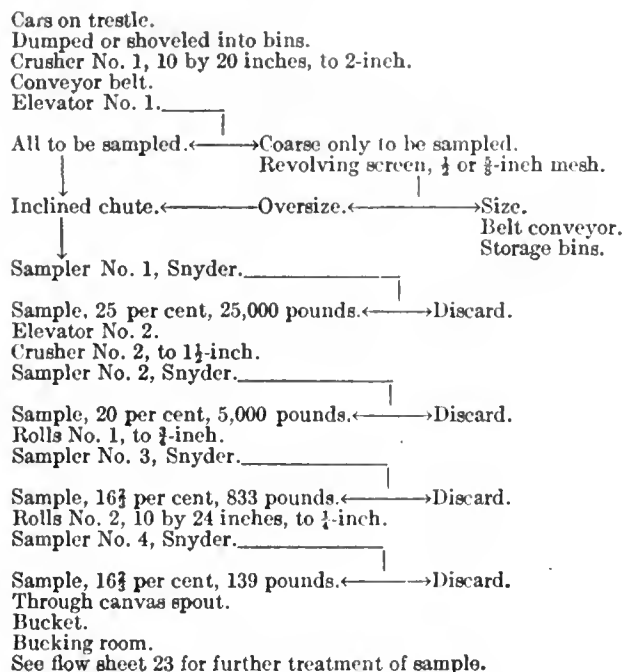 Cars on trestle.
Dumped or shoveled into bins.
Crusher No. 1, 10 by 20 inches, to 2-inch.
Conveyor belt.
Elevator No. 1.
All to be sampled.←→Coarse only to be sampled.
Revolving screen, ½ or ⅝-inch mesh.
Inclined chute.←Oversize.←→Size.
Belt conveyor.
Storage bins.
Sampler No. 1, Snyder.
Sample, 25 per cent, 25,000 pounds.←→Discard.
Elevator No. 2.
Crusher No. 2, to 1½-inch.
Sampler No. 2, Snyder.
Sample, 20 per cent, 5,000 pounds.←→Discard.
Rolls No. 1, to ¾-inch.
Sampler No. 3, Snyder.
Sample, 16⅔ per cent, 833 pounds.←→Discard.
Rolls No. 2, 10 by 24 inches, to ¼-inch.
Sampler No. 4, Snyder.
Sample, 16⅔ per cent, 139 pounds.←→Discard.
Through canvas spout.
Bucket.
Bucking room.
See flow sheet 23 for further treatment of sample.